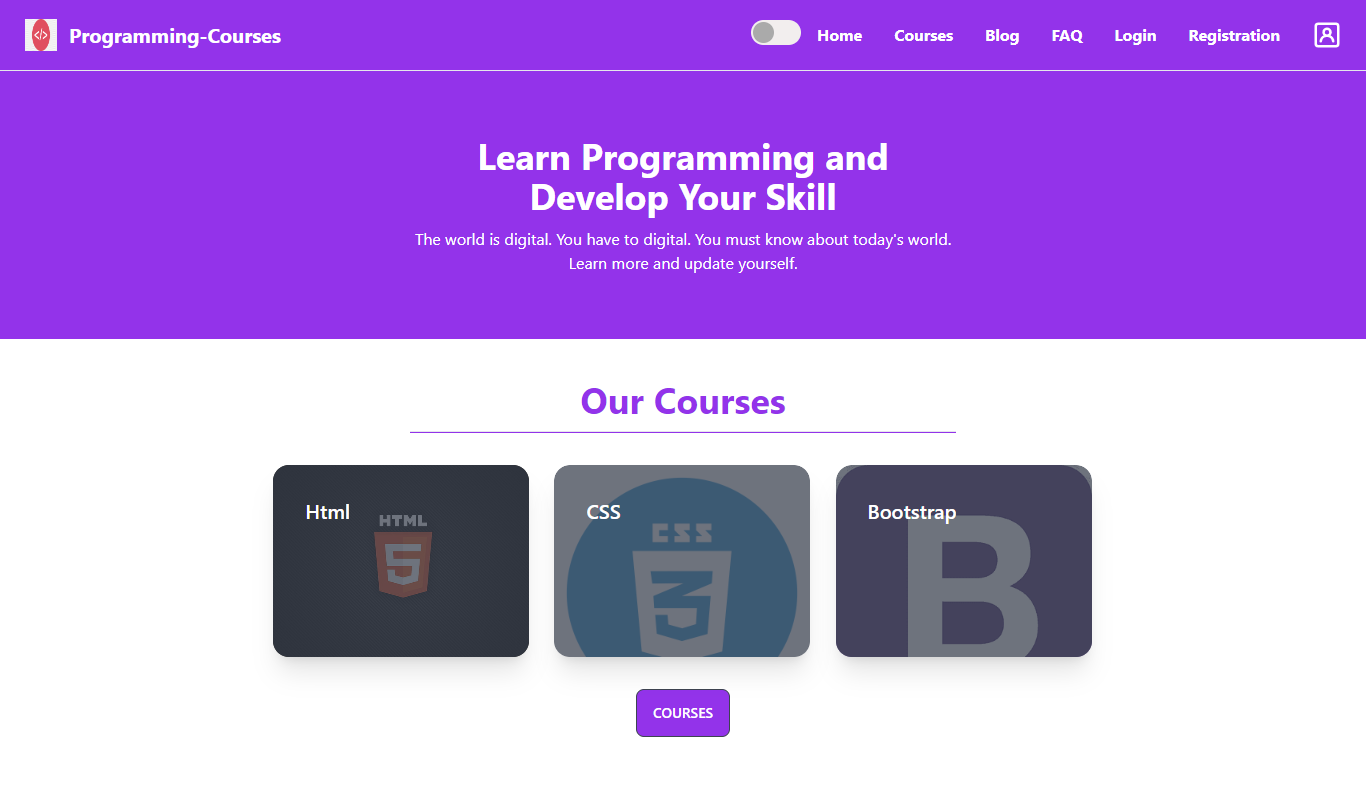 </> Programming-Courses Home Courses Blog FAQ Login Registration
Learn Programming and
Develop Your Skill
The world is digital. You have to digital. You must know about today's world.
Learn more and update yourself.
Our Courses
Html CSS Bootstrap
HTML CSS
5 3 B
COURSES